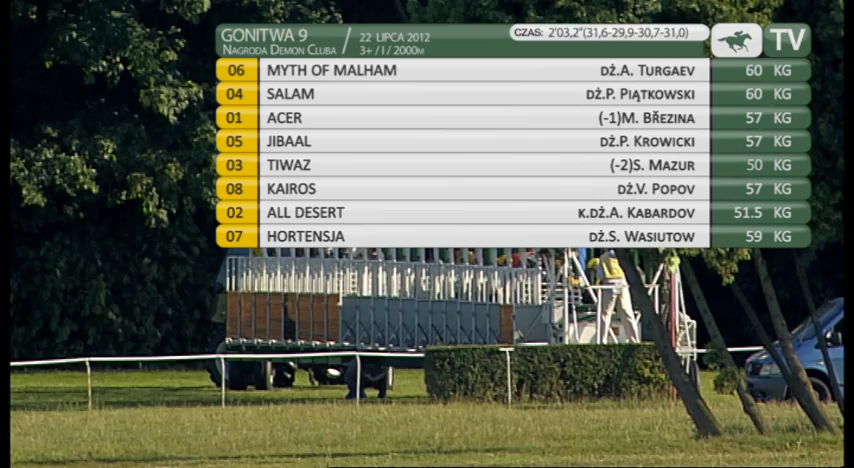 GONITWA 9 22 LIPCA 2012 CZAS: 2'03,2"(31,6-29,9-30,7-31,0) TV
NAGRODA DEMON CLUBA 3+ / I / 2000M
06 MYTH OF MALHAM DŻ.A. TURGAEV 60 KG
04 SALAM DŻ.P. PIĄTKOWSKI 60 KG
01 ACER (-1)M. BŘEZINA 57 KG
05 JIBAAL DŻ.P. KROWICKI 57 KG
03 TIWAZ (-2)S. MAZUR 50 KG
08 KAIROS DŻ.V. POPOV 57 KG
02 ALL DESERT K.DŻ.A. KABARDOV 51.5 KG
07 HORTENSJA DŻ.S. WASIUTOW 59 KG